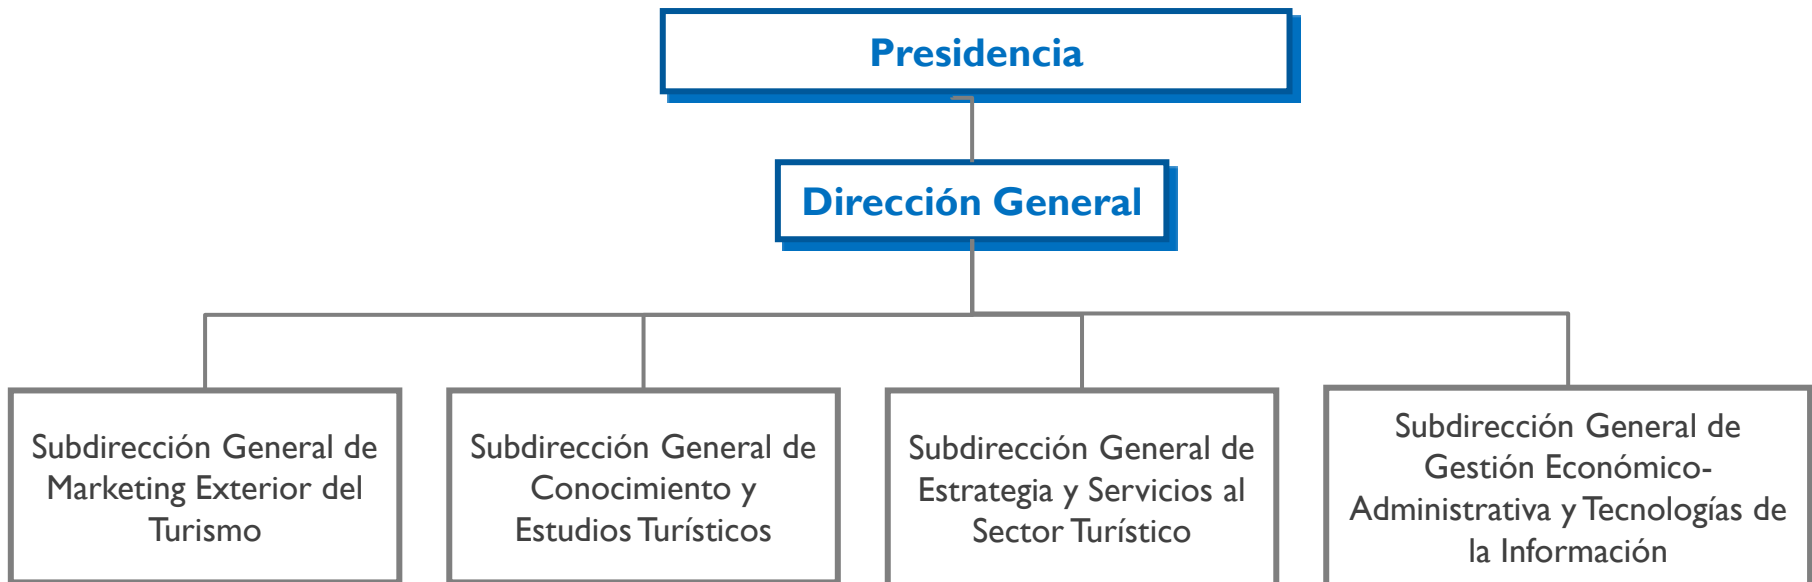 Presidencia
Dirección General
Subdirección General de
Marketing Exterior del
Turismo
Subdirección General de
Conocimiento y
Estudios Turísticos
Subdirección General de
Estrategia y Servicios al
Sector Turístico
Subdirección General de
Gestión Económico-
Administrativa y Tecnologías de
la Información